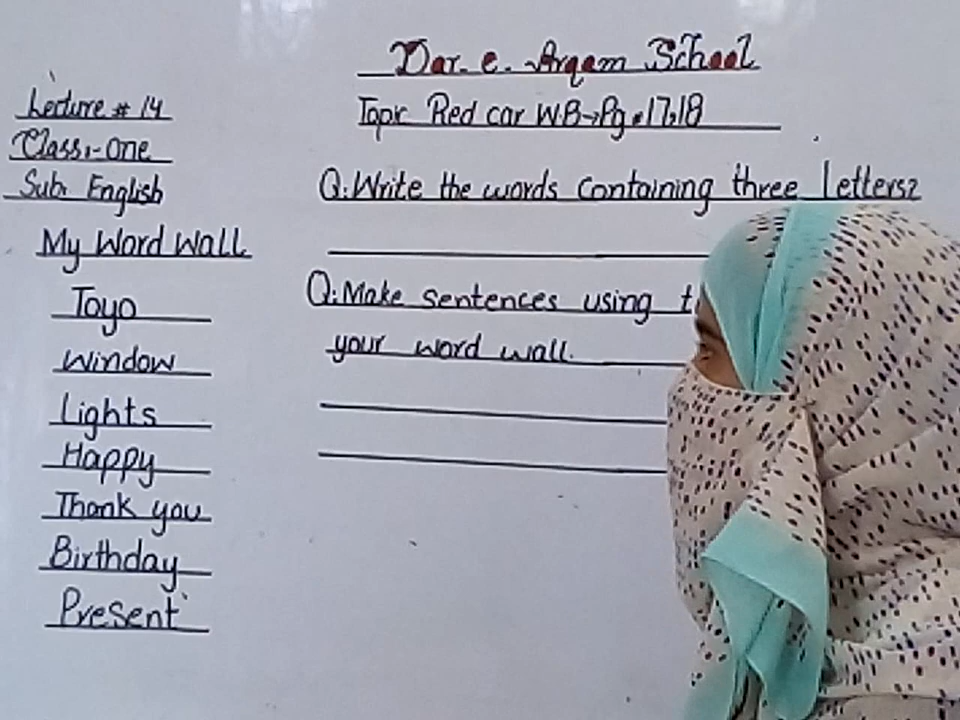 Dar. e. Arqam School
Lecture # 14
Topic Red car W.B→Pg#17,18
Class:-One
Sub: English
Q:Write the words containing three letters?
My Word Wall
Toyo
Window
Lights
Happy
Thank you
Birthday
Present
Q:Make sentences using
your word wall.